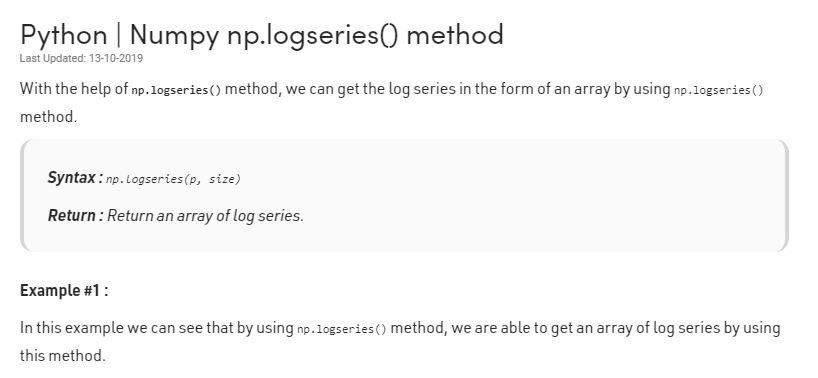 Python | Numpy np.logseries() method
Last Updated: 13-10-2019
With the help of np.logseries() method, we can get the log series in the form of an array by using np.logseries()
method.
Syntax : np.logseries(p, size)
Return : Return an array of log series.
Example #1 :
In this example we can see that by using np.logseries() method, we are able to get an array of log series by using
this method.